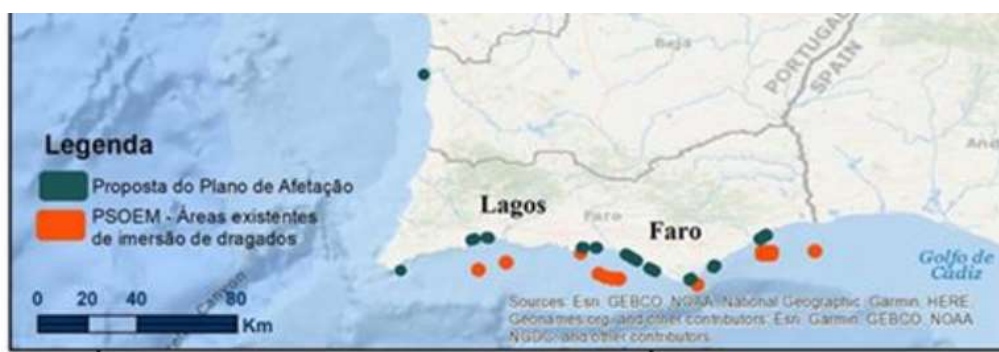 Beja
PORTUGAL
SPAIN
Legenda
Proposta do Plano de Afetação
PSOEM - Áreas existentes
de imersão de dragados
Lagos
Faro
Faro
Golfo de
Cádiz
0 20 40 80
Km
Canyon
Sources: Esri, GEBCO, NOAA, National Geographic, Garmin, HERE,
Geonames.org, and other contributors; Esri, Garmin, GEBCO, NOAA
NGDC, and other contributors